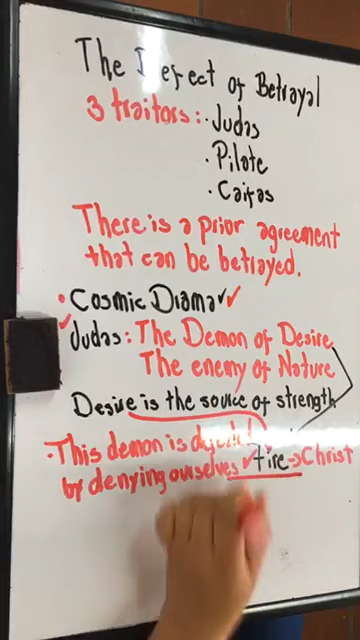 The Defect of Betrayal
3 traitors: · Judas
· Pilate
· Caifas
There is a prior agreement
that can be betrayed.
• Cosmic Drama ✓✓
Judas: The Demon of Desire
The enemy of Nature
Desire is the source of strength
· This demon is
by denying ourselves ✓ fire → Christ